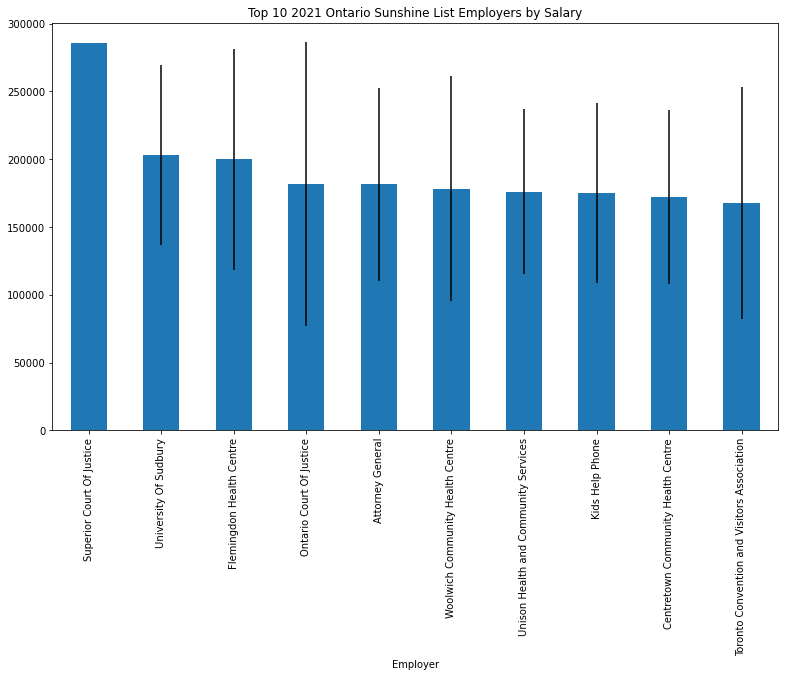 Top 10 2021 Ontario Sunshine List Employers by Salary
300000
250000
200000
150000
100000
50000
0
Superior Court Of Justice
University Of Sudbury
Flemingdon Health Centre
Ontario Court Of Justice
Attorney General
Woolwich Community Health Centre
Unison Health and Community Services
Kids Help Phone
Centretown Community Health Centre
Toronto Convention and Visitors Association
Employer